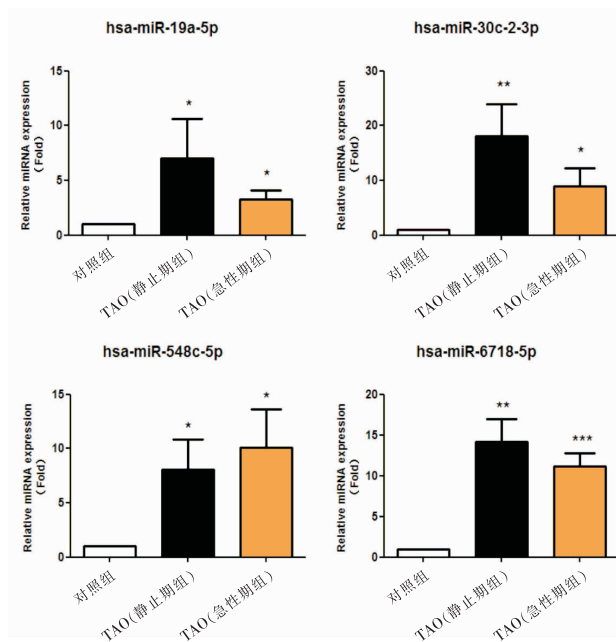 hsa-miR-19a-5p
Relative miRNA expression
（Fold）
15
10
5
0
*
*
对照组
TAO(静止期组)
TAO(急性期组)
hsa-miR-30c-2-3p
Relative miRNA expression
（Fold）
30
20
10
0
**
*
对照组
TAO(静止期组)
TAO(急性期组)
hsa-miR-548c-5p
Relative miRNA expression
（Fold）
15
10
5
0
*
*
对照组
TAO(静止期组)
TAO(急性期组)
hsa-miR-6718-5p
Relative miRNA expression
（Fold）
20
15
10
5
0
**
***
对照组
TAO(静止期组)
TAO(急性期组)